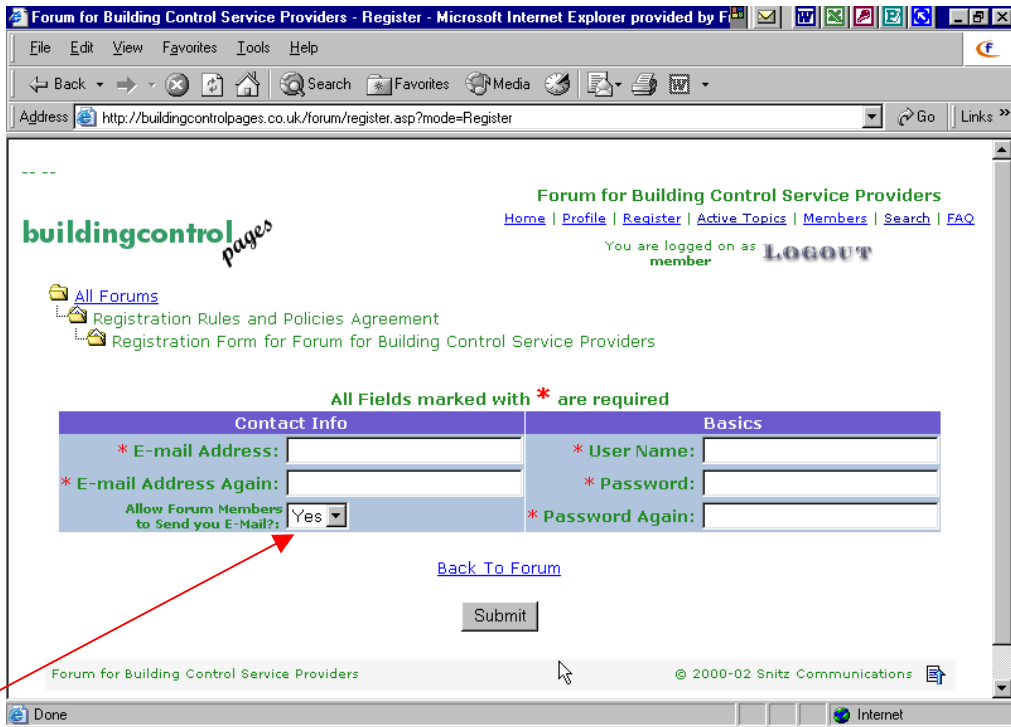 Forum for Building Control Service Providers - Register - Microsoft Internet Explorer provided by F
File Edit View Favorites Tools Help
Back Search Favorites Media
Address http://buildingcontrolpages.co.uk/forum/register.asp?mode=Register Go Links »
-- --
Forum for Building Control Service Providers
Home | Profile | Register | Active Topics | Members | Search | FAQ
buildingcontrol pages
You are logged on as
member
LOGOUT
All Forums
Registration Rules and Policies Agreement
Registration Form for Forum for Building Control Service Providers
All Fields marked with * are required
Contact Info Basics
* E-mail Address: * User Name:
* E-mail Address Again: * Password:
Allow Forum Members
to Send you E-Mail?: Yes * Password Again:
Back To Forum
Submit
Forum for Building Control Service Providers © 2000-02 Snitz Communications
Done Internet